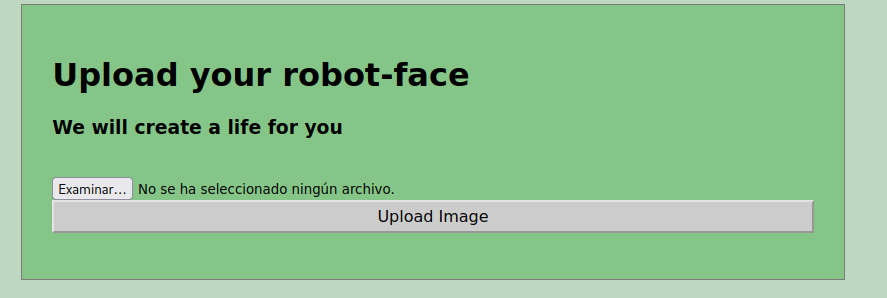 Upload your robot-face
We will create a life for you
Examinar... No se ha seleccionado ningún archivo.
Upload Image